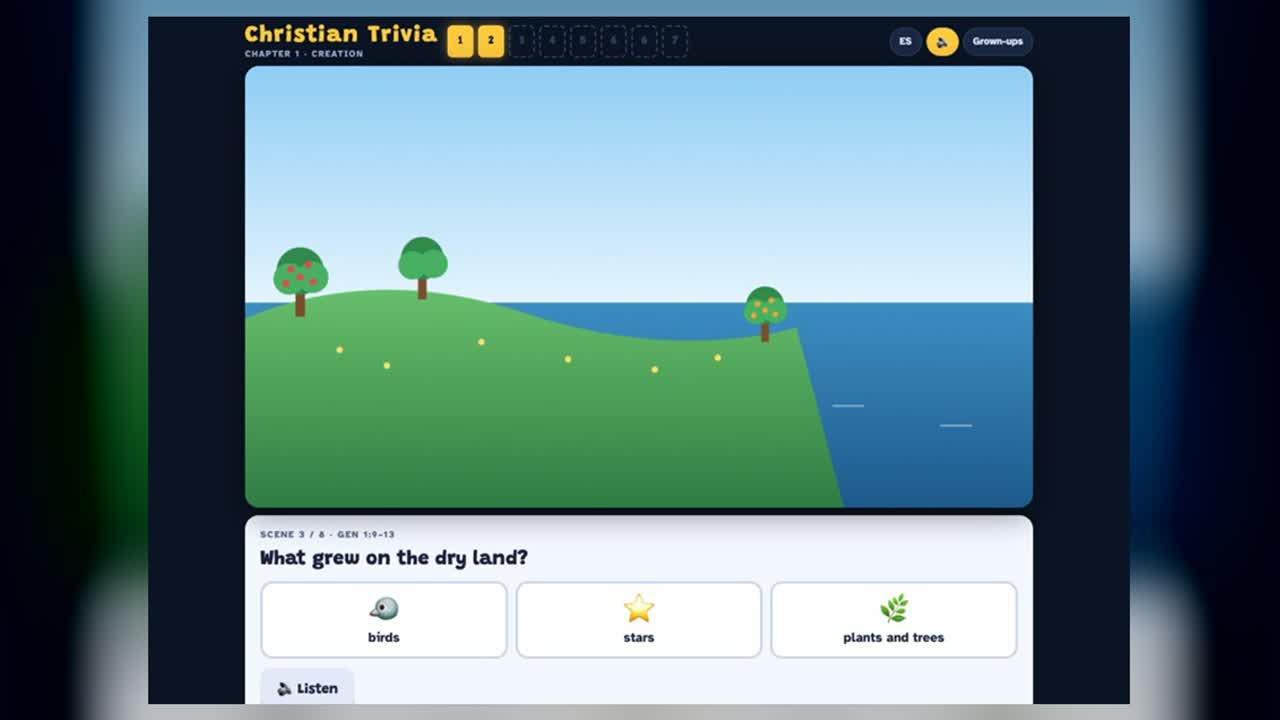 Christian Trivia
CHAPTER 1 · CREATION
1 2 3 4 5 6 6 7
ES
Grown-ups
SCENE 3 / 8 · GEN 1:9–13
What grew on the dry land?
birds
stars
plants and trees
Listen